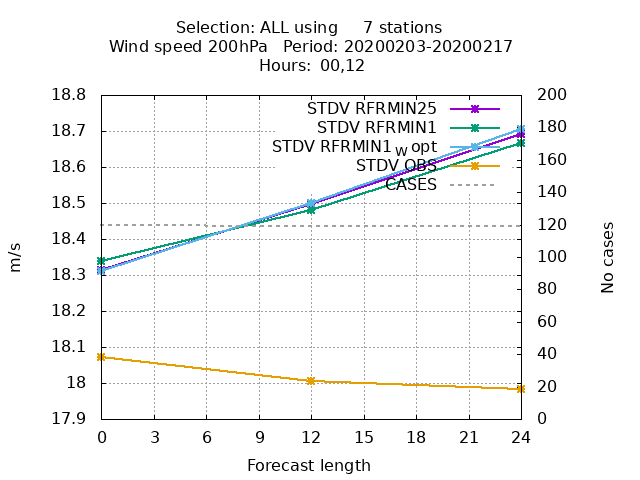 Selection: ALL using     7 stations
Wind speed 200hPa   Period: 20200203-20200217
Hours: 00,12
STDV RFRMIN25
STDV RFRMIN1
STDV RFRMIN1_W opt
STDV OBS
CASES
18.8
18.7
18.6
18.5
18.4
18.3
18.2
18.1
18
17.9
m/s
200
180
160
140
120
100
80
60
40
20
0
No cases
0 3 6 9 12 15 18 21 24
Forecast length